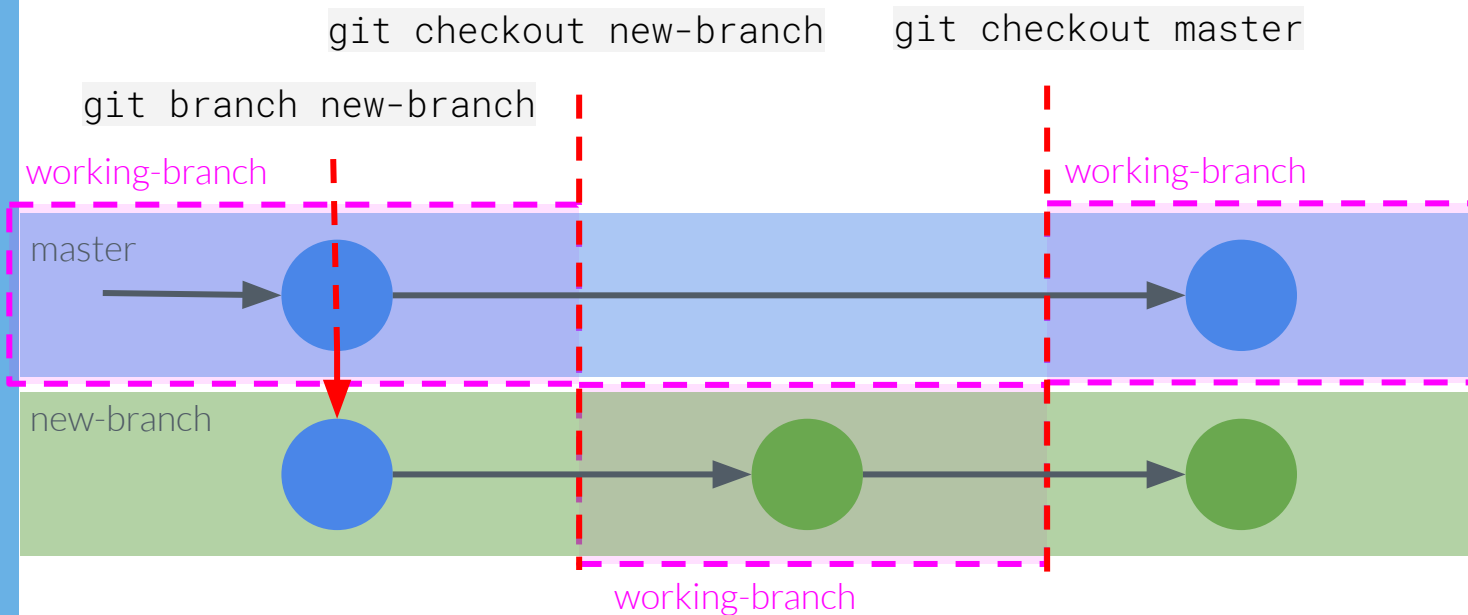 git checkout new-branch
git checkout master
git branch new-branch
working-branch
working-branch
master
new-branch
working-branch